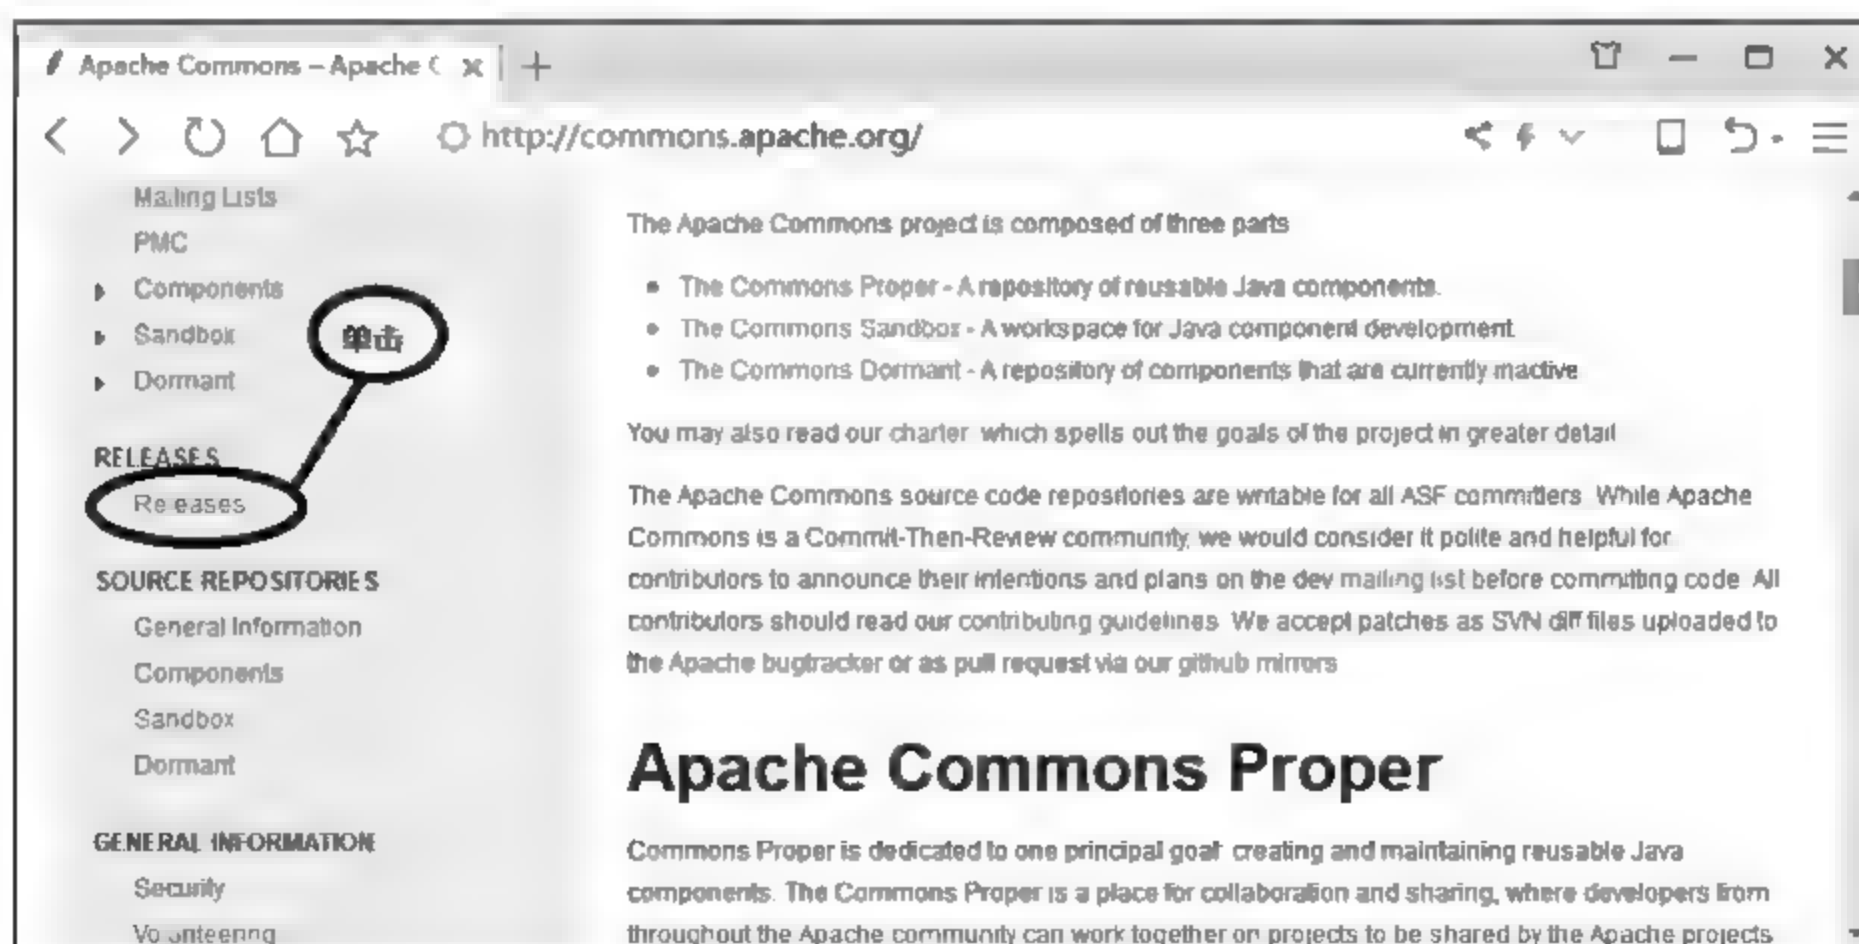 Apache Commons – Apache C
http://commons.apache.org/
Mailing Lists
PMC
Components
Sandbox
Dormant
单击
RELEASES
Releases
SOURCE REPOSITORIES
General Information
Components
Sandbox
Dormant
GENERAL INFORMATION
Security
Volunteering
The Apache Commons project is composed of three parts
The Commons Proper - A repository of reusable Java components.
The Commons Sandbox - A workspace for Java component development
The Commons Dormant - A repository of components that are currently inactive
You may also read our charter which spells out the goals of the project in greater detail
The Apache Commons source code repositories are writable for all ASF committers. While Apache
Commons is a Commit-Then-Review community, we would consider it polite and helpful for
contributors to announce their intentions and plans on the dev mailing list before committing code. All
contributors should read our contributing guidelines. We accept patches as SVN diff files uploaded to
the Apache bugtracker or as pull request via our github mirrors
Apache Commons Proper
Commons Proper is dedicated to one principal goal: creating and maintaining reusable Java
components. The Commons Proper is a place for collaboration and sharing, where developers from
throughout the Apache community can work together on projects to be shared by the Apache projects